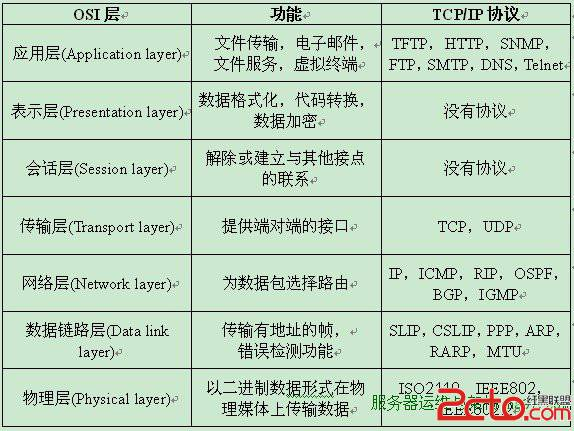 OSI 层 功能 TCP/IP 协议
应用层(Application layer) 文件传输，电子邮件，文件服务，虚拟终端 TFTP，HTTP，SNMP，FTP，SMTP，DNS，Telnet
表示层(Presentation layer) 数据格式化，代码转换，数据加密 没有协议
会话层(Session layer) 解除或建立与其他接点的联系 没有协议
传输层(Transport layer) 提供端对端的接口 TCP，UDP
网络层(Network layer) 为数据包选择路由 IP，ICMP，RIP，OSPF，BGP，IGMP
数据链路层(Data link layer) 传输有地址的帧，错误检测功能 SLIP，CSLIP，PPP，ARP，RARP，MTU
物理层(Physical layer) 以二进制数据形式在物理媒体上传输数据 ISO2110，IEEE802，
服务器运维与
2cto.com
红黑联盟